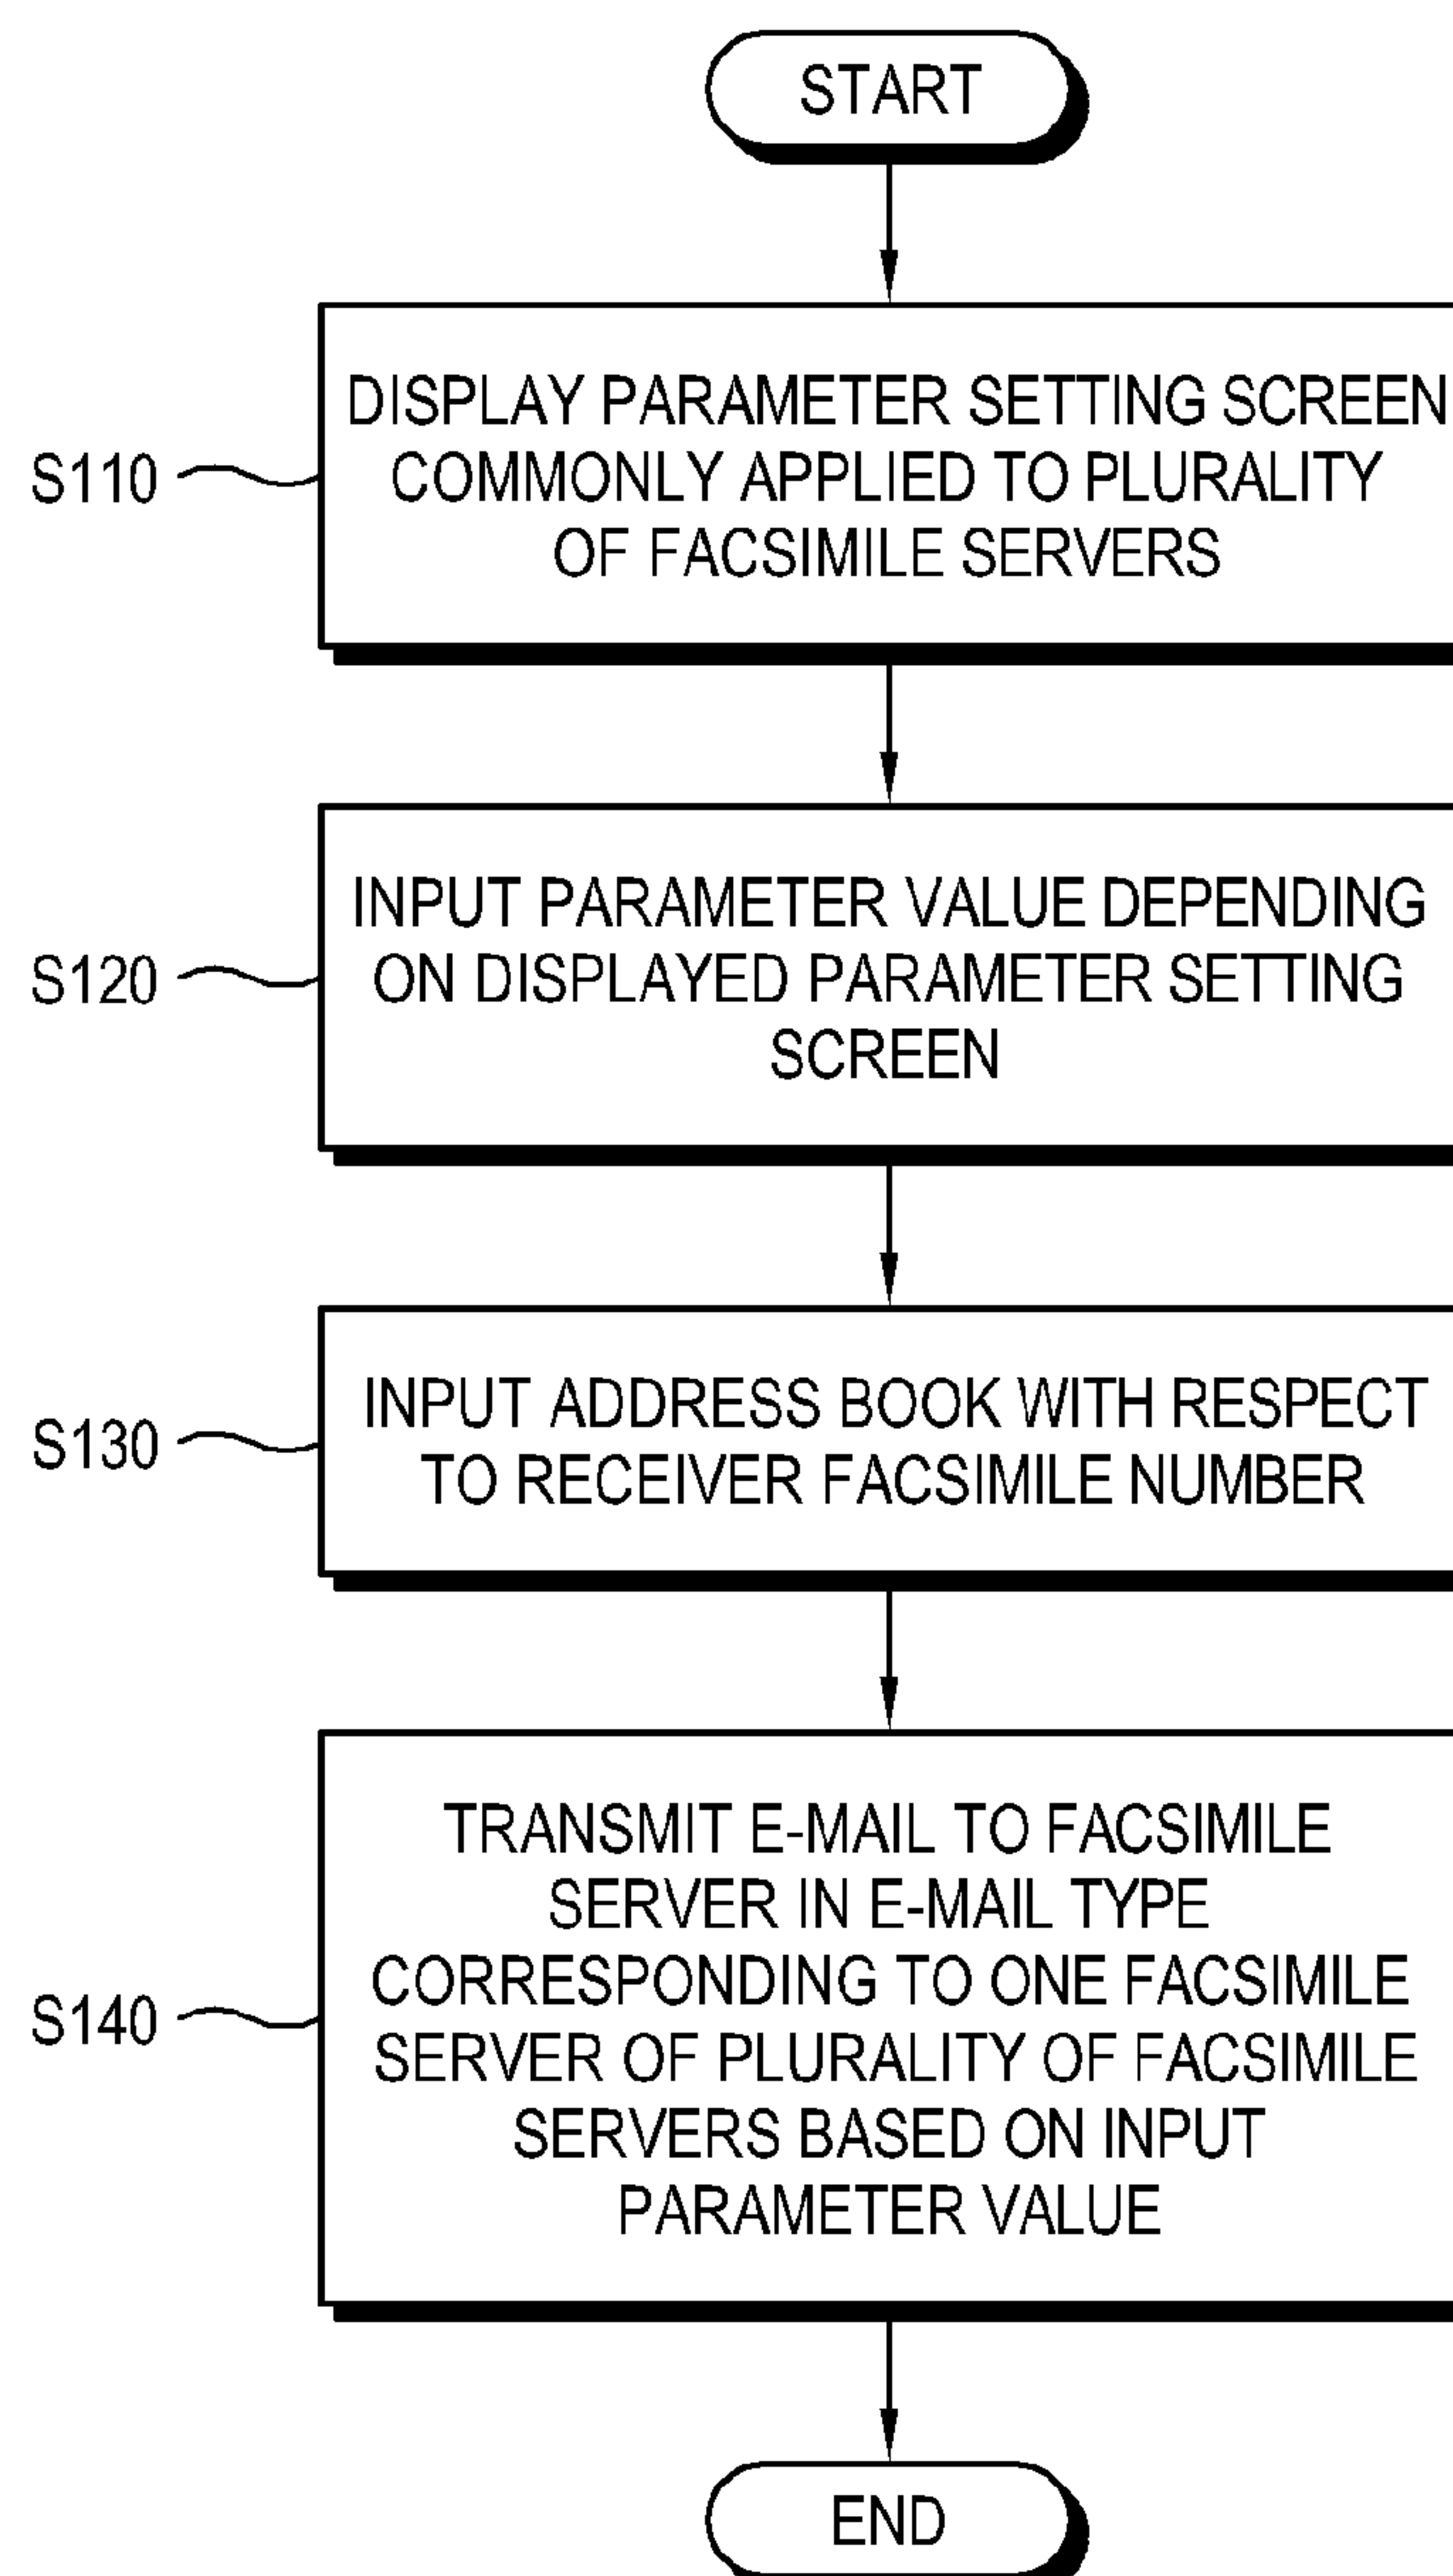 START
S110
DISPLAY PARAMETER SETTING SCREEN
COMMONLY APPLIED TO PLURALITY
OF FACSIMILE SERVERS
S120
INPUT PARAMETER VALUE DEPENDING
ON DISPLAYED PARAMETER SETTING
SCREEN
S130
INPUT ADDRESS BOOK WITH RESPECT
TO RECEIVER FACSIMILE NUMBER
S140
TRANSMIT E-MAIL TO FACSIMILE
SERVER IN E-MAIL TYPE
CORRESPONDING TO ONE FACSIMILE
SERVER OF PLURALITY OF FACSIMILE
SERVERS BASED ON INPUT
PARAMETER VALUE
END